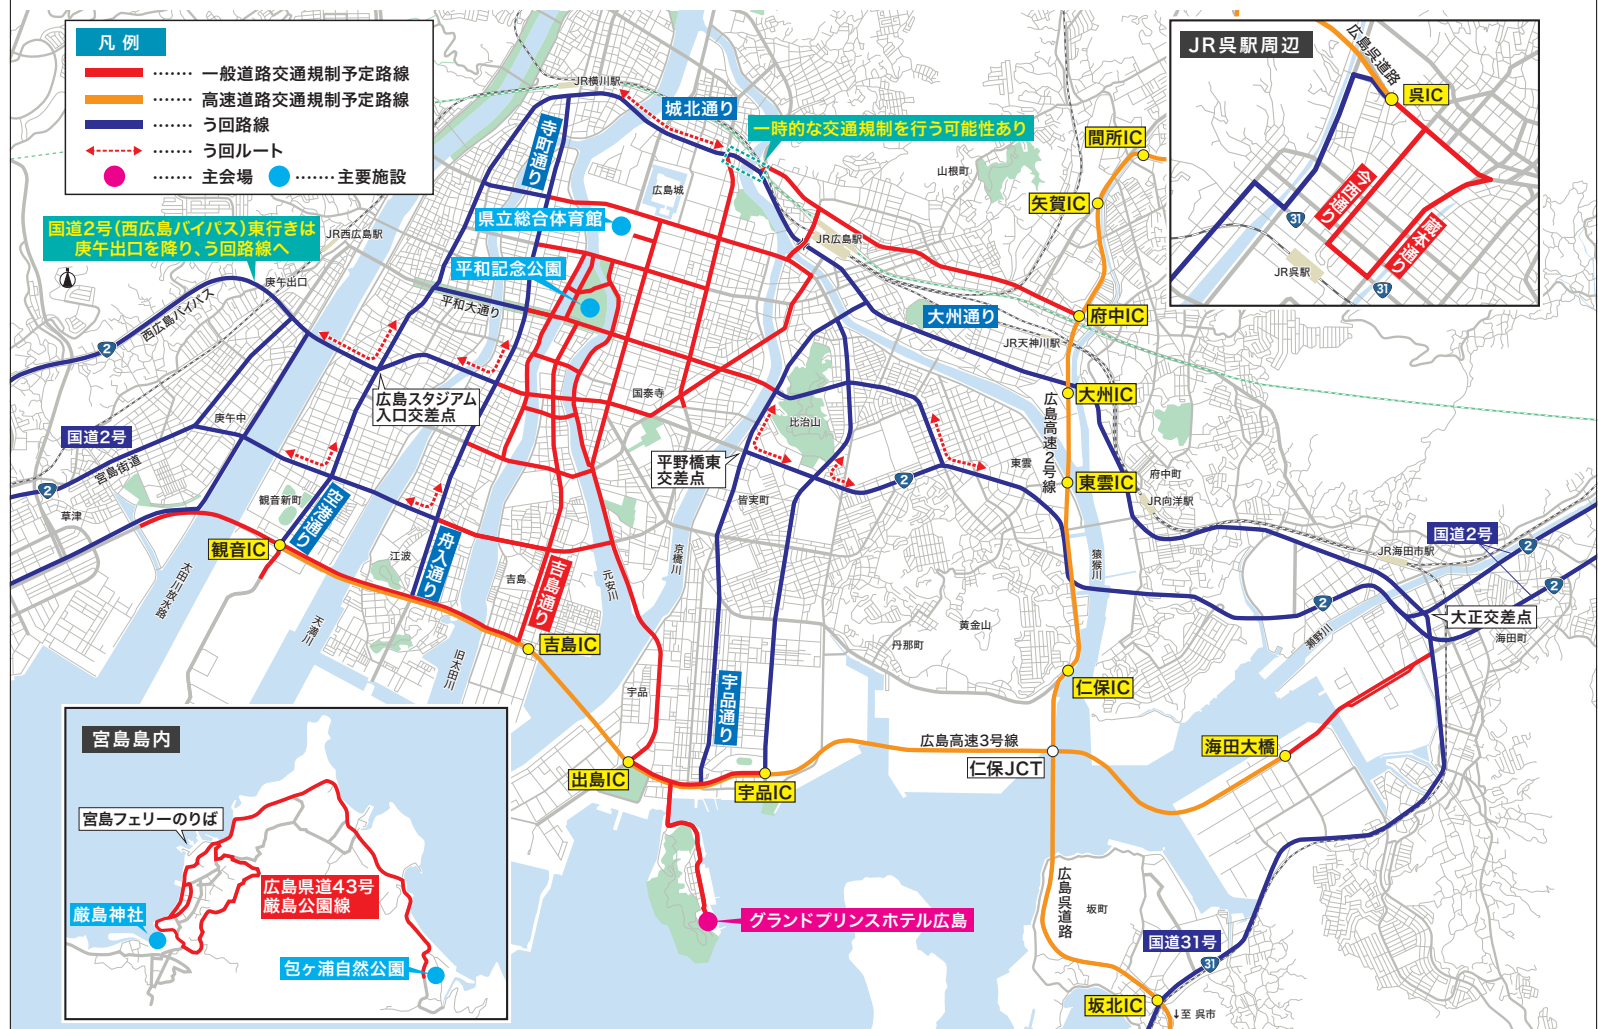 凡例
……… 一般道路交通規制予定路線
……… 高速道路交通規制予定路線
……… う回路線
……… う回ルート
……… 主会場 ……… 主要施設
国道2号(西広島バイパス)東行きは
庚午出口を降り、う回路線へ
JR横川駅
城北通り
一時的な交通規制を行う可能性あり
寺町通り
広島城
山根町
間所IC
矢賀IC
県立総合体育館
JR西広島駅
JR広島駅
平和記念公園
庚午出口
西広島バイパス
2
平和大通り
大州通り
府中IC
JR天神川駅
広島スタジアム
入口交差点
国泰寺
比治山
大州IC
広島高速2号線
庚午中
国道2号
宮島街道
2
草津
平野橋東
交差点
皆実町
2
東雲
東雲IC
府中町
JR向洋駅
観音新町
空港通り
観音IC
江波
舟入通り
吉島
吉島通り
元安川
京橋川
猿猴川
国道2号
2
JR海田市駅
2
2
大正交差点
海田町
瀬野川
太田川放水路
天満川
旧太田川
吉島IC
宇品
宇品通り
丹那町
黄金山
仁保IC
広島高速3号線
仁保JCT
海田大橋
出島IC
宇品IC
グランドプリンスホテル広島
広島県道路
坂町
国道31号
31
坂北IC
↓至 呉市
JR呉駅周辺
広島呉道路
呉IC
今西通り
31
蔵本通り
JR呉駅
31
宮島島内
宮島フェリーのりば
広島県道43号
厳島公園線
厳島神社
包ヶ浦自然公園